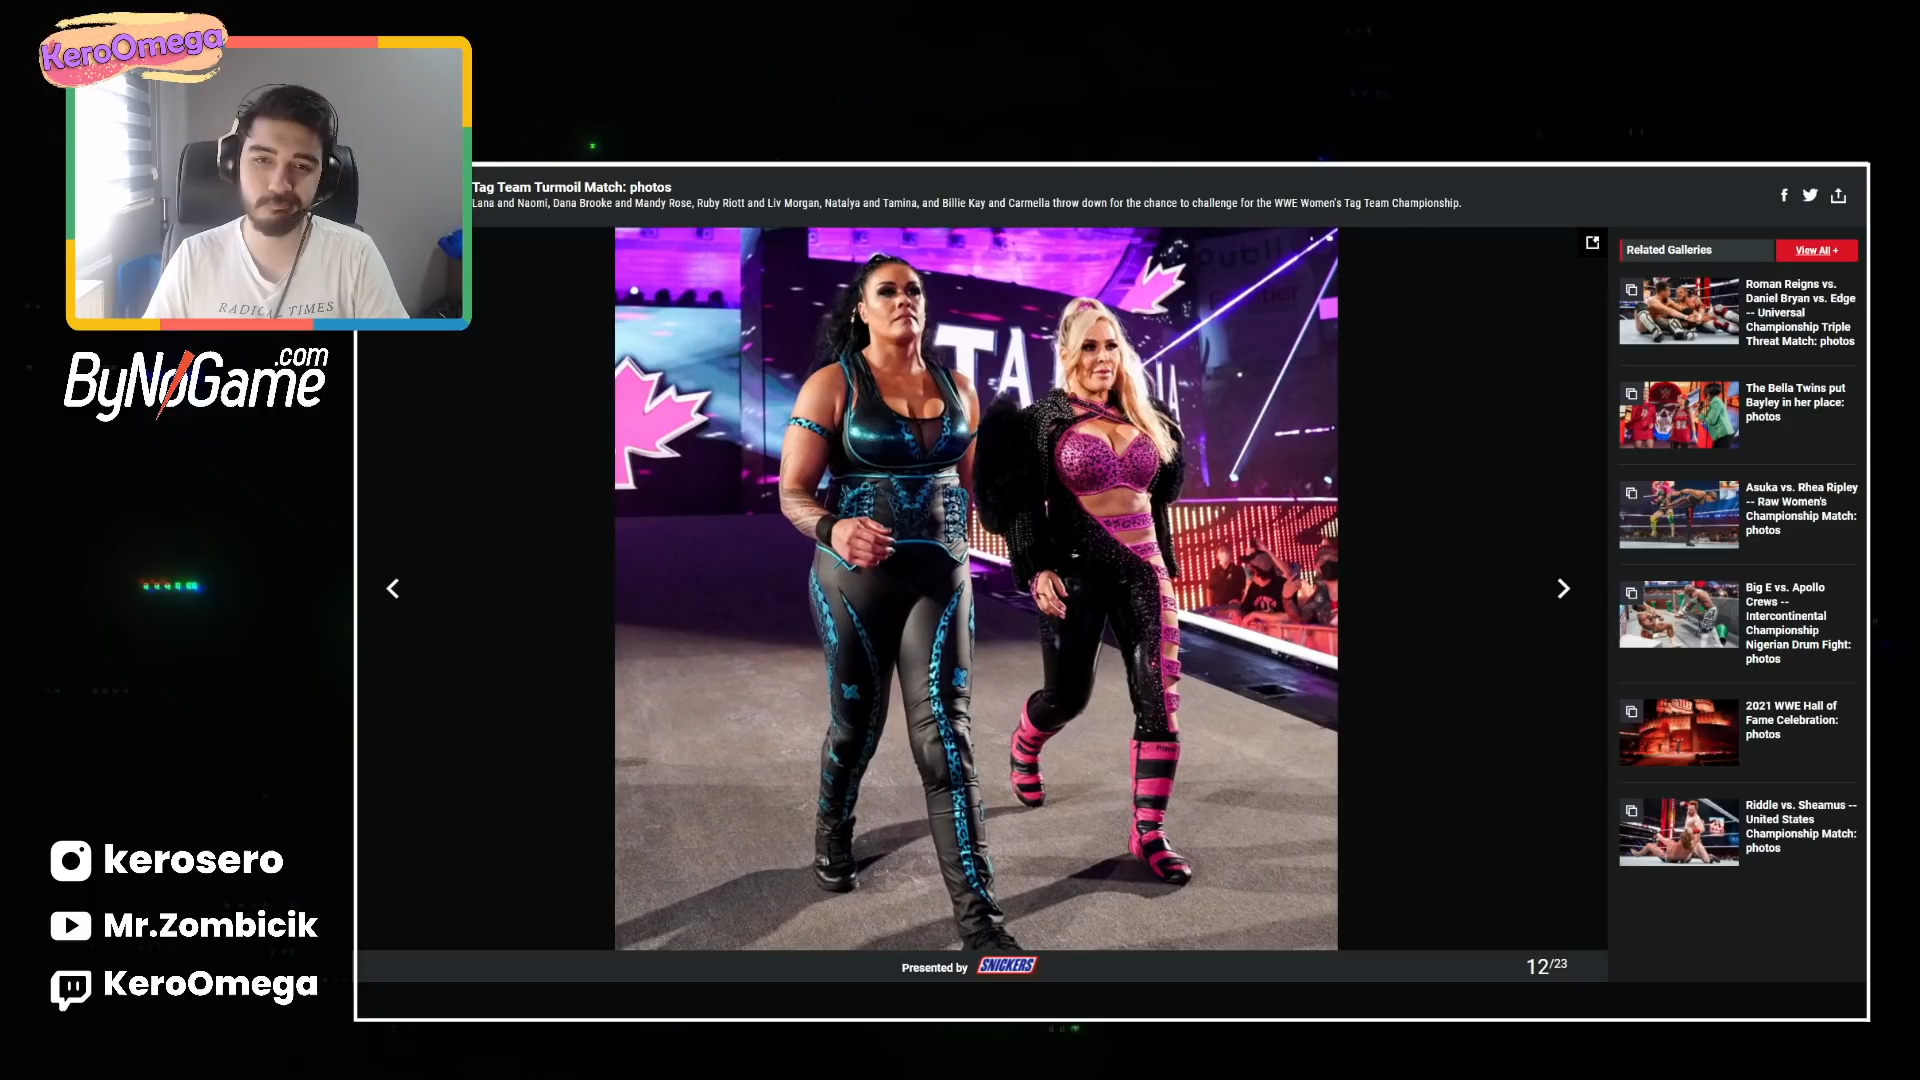 KeroOmega
RADICAL TIMES
ByNoGame
.com
kerosero
Mr.Zombicik
KeroOmega
Tag Team Turmoil Match: photos
Lana and Naomi, Dana Brooke and Mandy Rose, Ruby Riott and Liv Morgan, Natalya and Tamina, and Billie Kay and Carmella throw down for the chance to challenge for the WWE Women's Tag Team Championship.
TA
Presented by SNICKERS
12/23
Related Galleries
View All +
Roman Reigns vs.
Daniel Bryan vs. Edge
-- Universal
Championship Triple
Threat Match: photos
The Bella Twins put
Bayley in her place:
photos
Asuka vs. Rhea Ripley
-- Raw Women's
Championship Match:
photos
Big E vs. Apollo
Crews --
Intercontinental
Championship
Nigerian Drum Fight:
photos
2021 WWE Hall of
Fame Celebration:
photos
Riddle vs. Sheamus --
United States
Championship Match:
photos